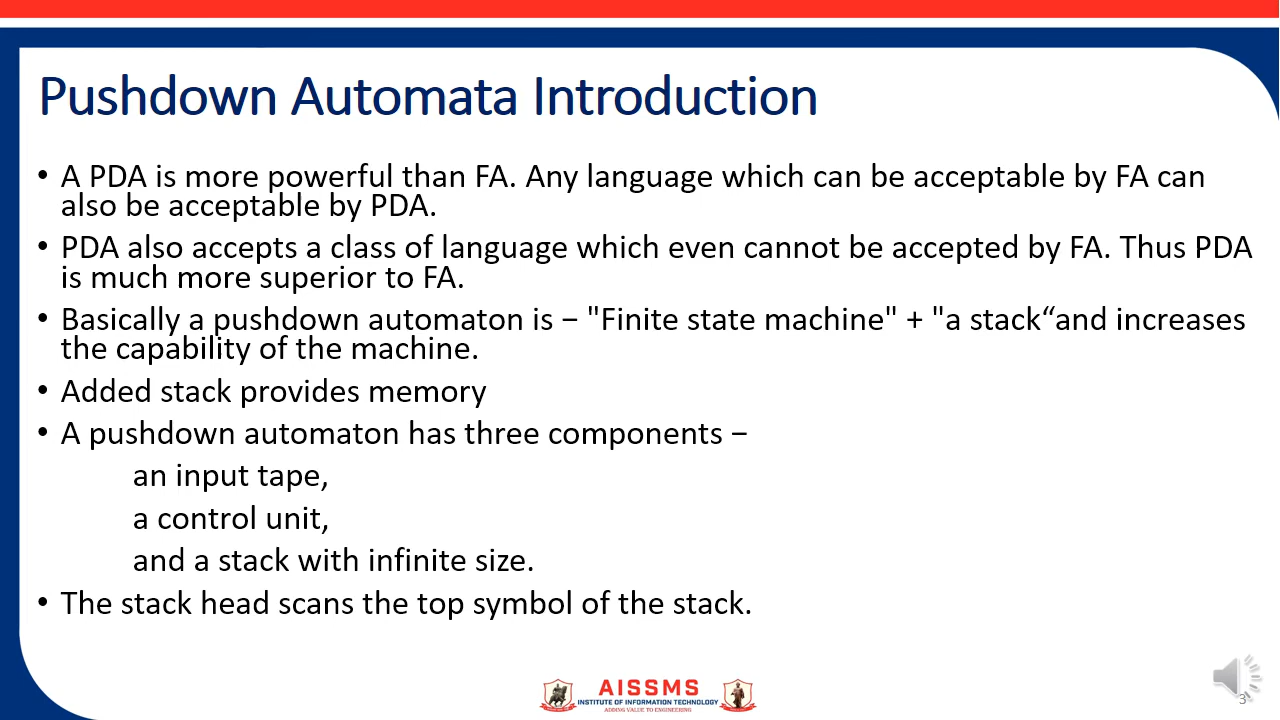 Pushdown Automata Introduction
• A PDA is more powerful than FA. Any language which can be acceptable by FA can
also be acceptable by PDA.
• PDA also accepts a class of language which even cannot be accepted by FA. Thus PDA
is much more superior to FA.
• Basically a pushdown automaton is − "Finite state machine" + "a stack“and increases
the capability of the machine.
• Added stack provides memory
• A pushdown automaton has three components −
an input tape,
a control unit,
and a stack with infinite size.
• The stack head scans the top symbol of the stack.
AISSMS
INSTITUTE OF INFORMATION TECHNOLOGY
ADDING VALUE TO ENGINEERING
3